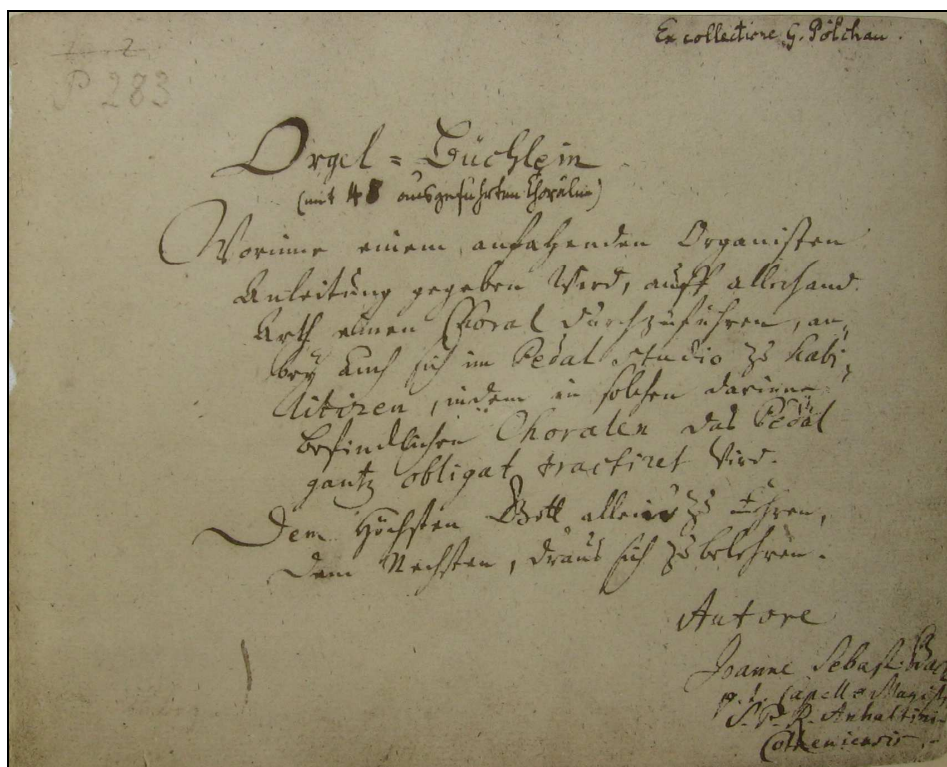 Ex collectione G. Pölchau.
P 283
Orgel=Büchlein
(mit 48 ausgeführten Chorälen)
Worinne einem anfahenden Organisten
Anleitung gegeben wird, auff allerhand
Arth einen Choral durchzuführen, an-
bey auch sich im Pedal studio zu habi-
litiren, indem in solchen darinne
befindlichen Choralen das Pedal
gantz obligat tractiret wird.
Dem Höchsten Gott allein zu Ehren,
Dem Nechsten, draus sich zu belehren.
Autore
Joanne Sebast. Bach
p. t. Capellæ Magist.
S. P. R. Anhaltini-
Cotheniensis.